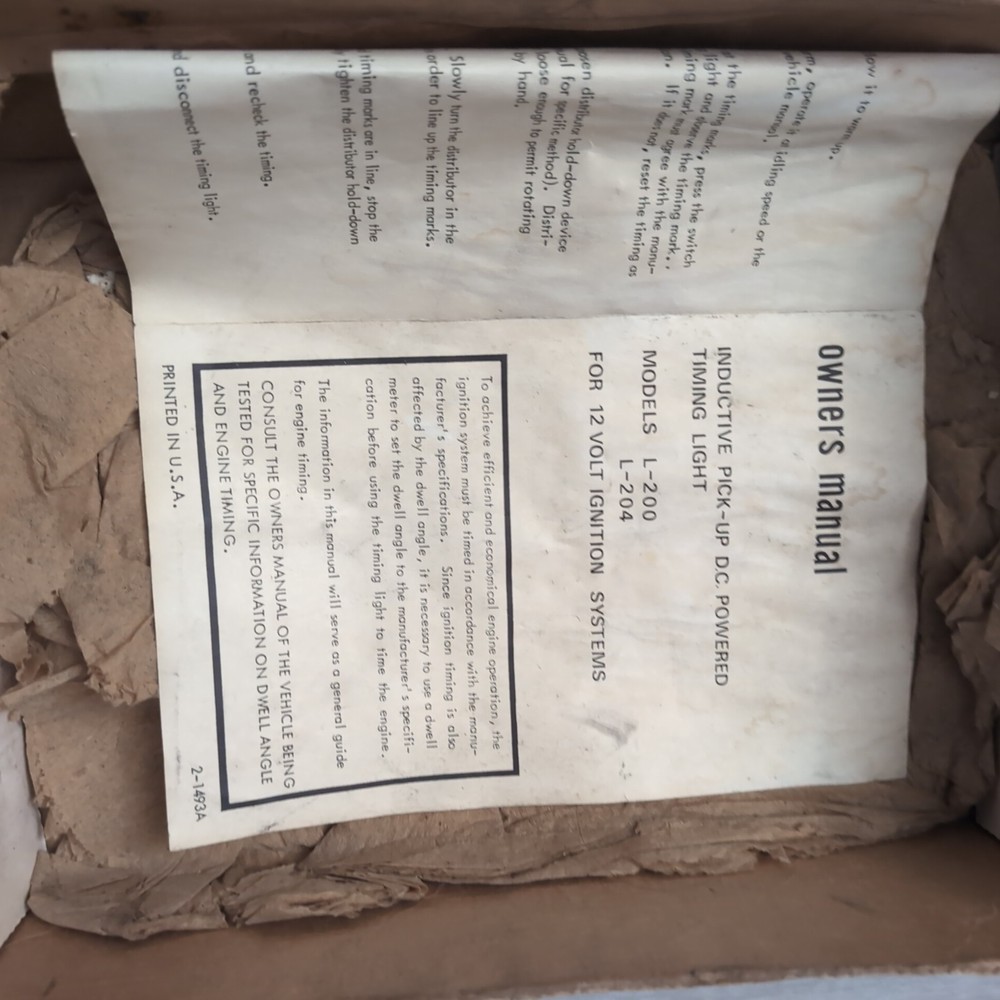 low it to warm up.
m, operate it at idling speed or the
ehicle manual.
the timing marks, press the switch
light and observe the timing mark.
ing mark must agree with the manu-
n. If it does not, reset the timing as
osen distributor hold-down device
ual for specific method). Distri-
loose enough to permit rotating
by hand.
Slowly turn the distributor in the
order to line up the timing marks.
timing marks are in line, stop the
tighten the distributor hold-down
and recheck the timing.
d disconnect the timing light.
owners manual
INDUCTIVE PICK-UP D.C. POWERED
TIMING LIGHT
MODELS L-200
L-204
FOR 12 VOLT IGNITION SYSTEMS
To achieve efficient and economical engine operation, the
ignition system must be timed in accordance with the manu-
facturer's specifications. Since ignition timing is also
affected by the dwell angle, it is necessary to use a dwell
meter to set the dwell angle to the manufacturer's specifi-
cation before using the timing light to time the engine.
The information in this manual will serve as a general guide
for engine timing.
CONSULT THE OWNERS MANUAL OF THE VEHICLE BEING
TESTED FOR SPECIFIC INFORMATION ON DWELL ANGLE
AND ENGINE TIMING.
PRINTED IN U.S.A.
2-1493A